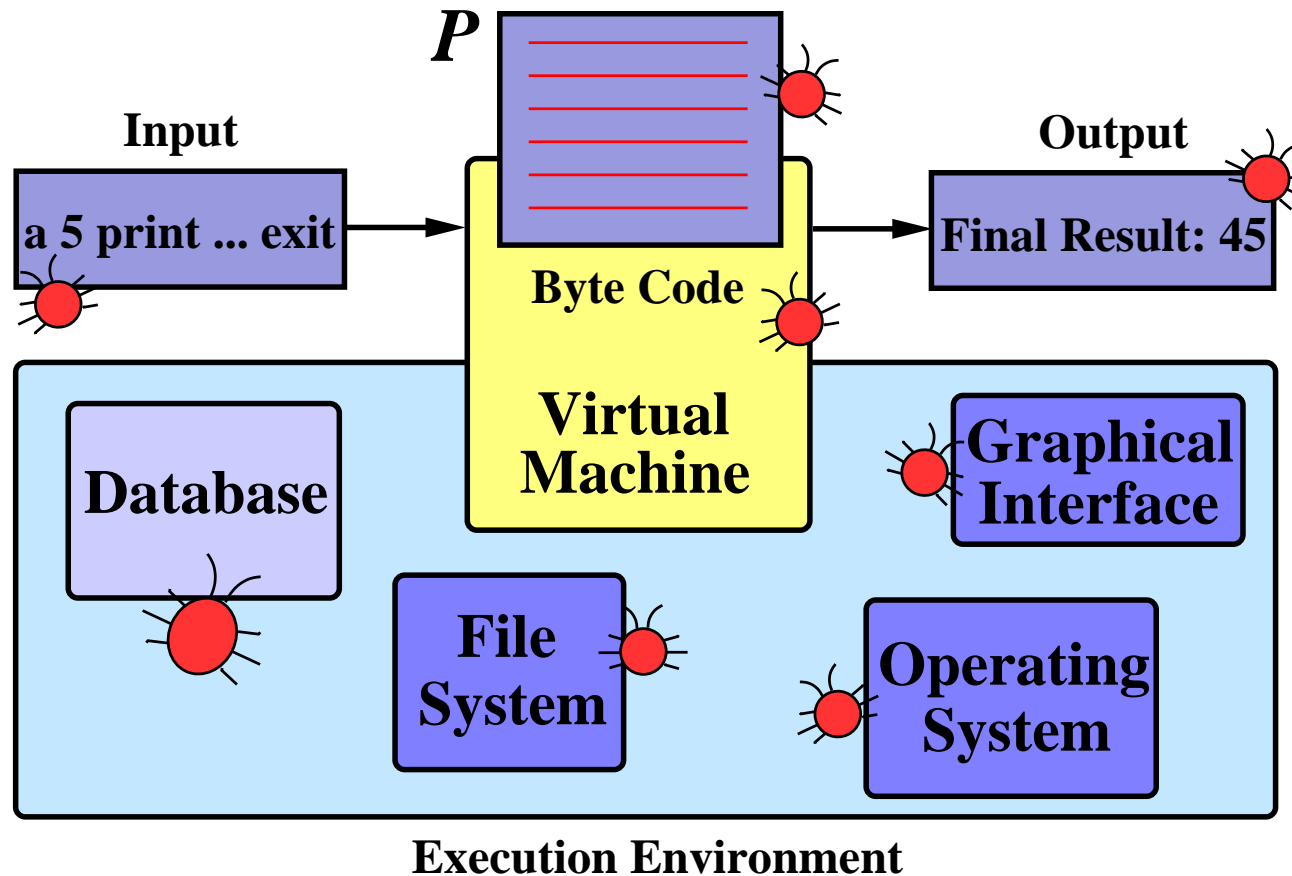 P
Input
a 5 print ... exit
Output
Final Result: 45
Byte Code
Virtual
Machine
Database
Graphical
Interface
File
System
Operating
System
Execution Environment